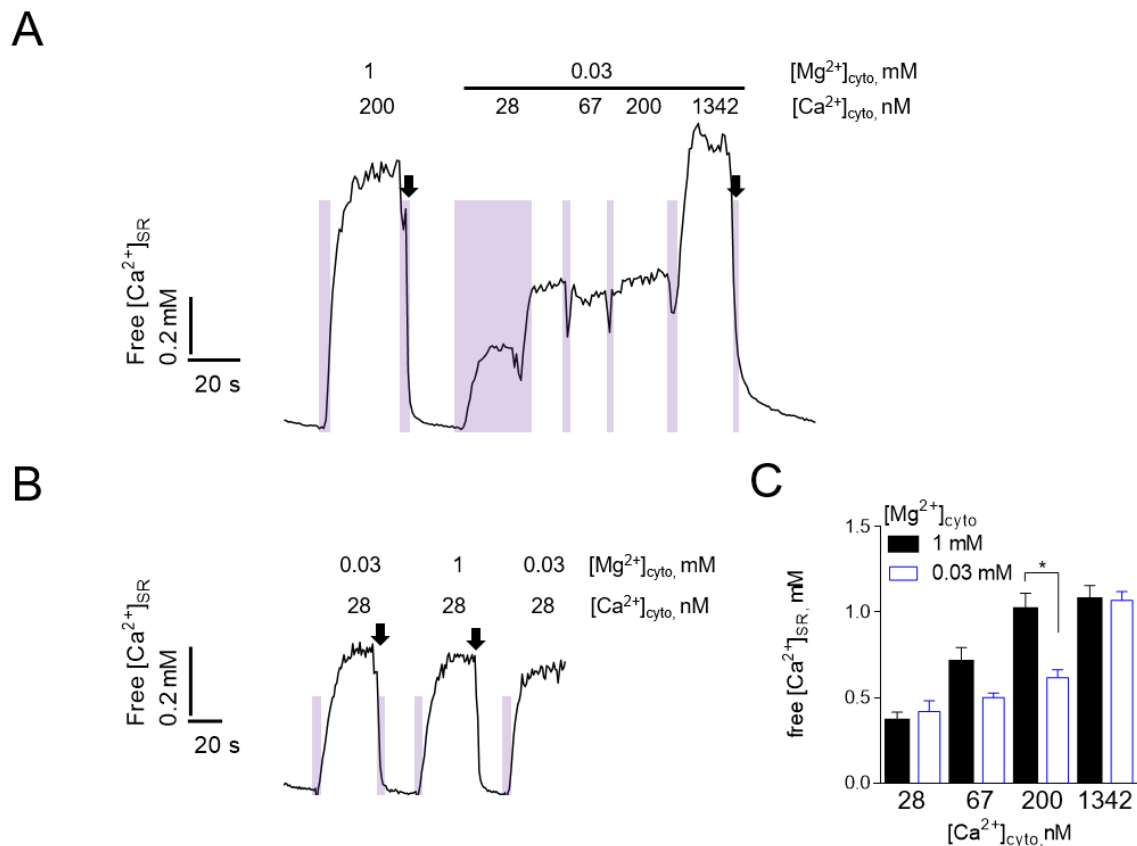 A
1 0.03 [Mg²⁺]cyto, mM
200 28 67 200 1342 [Ca²⁺]cyto, nM
Free [Ca²⁺]SR
0.2 mM
20 s
B
0.03 1 0.03 [Mg²⁺]cyto, mM
28 28 28 [Ca²⁺]cyto, nM
Free [Ca²⁺]SR
0.2 mM
20 s
C
[Mg²⁺]cyto
1 mM
0.03 mM
*
free [Ca²⁺]SR, mM
1.5
1.0
0.5
0.0
28 67 200 1342
[Ca²⁺]cyto, nM